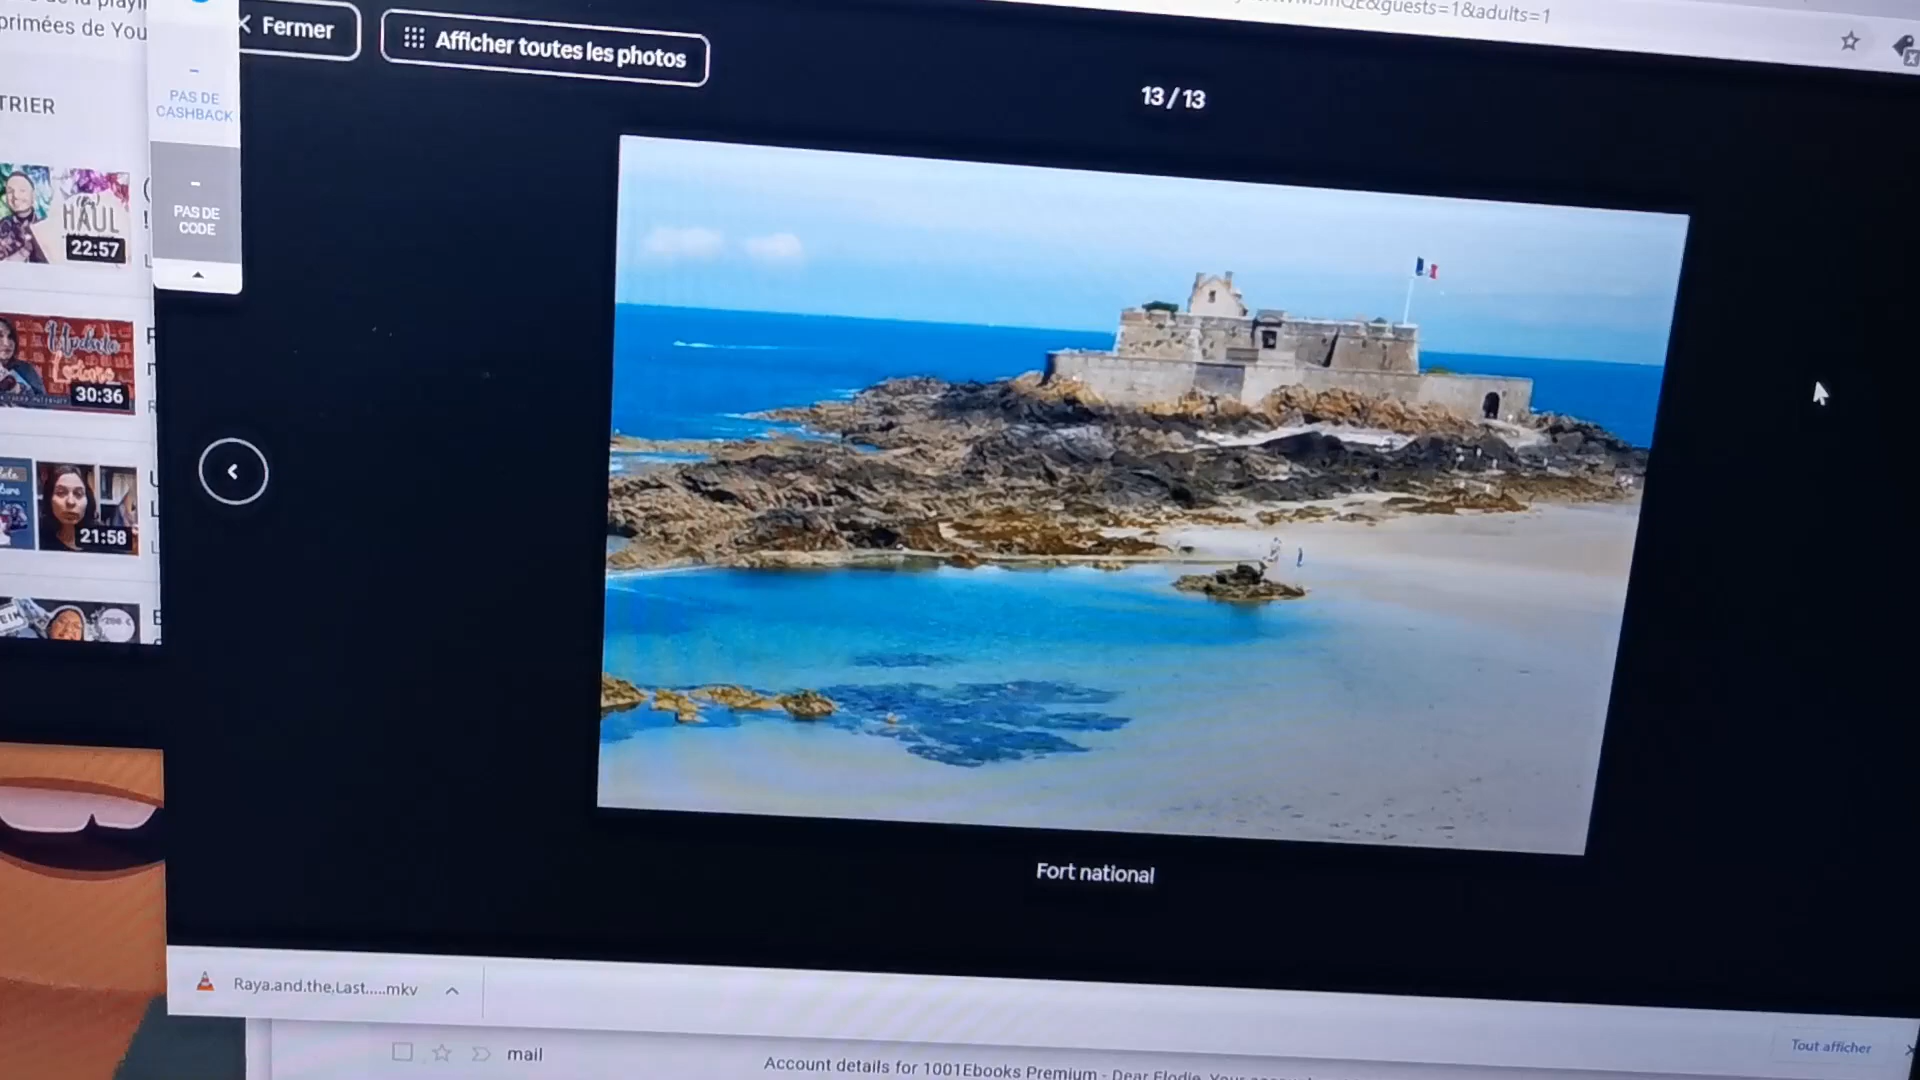 primées de You
TRIER
PAS DE
CASHBACK
PAS DE
CODE
HAUL
22:57
Update
Lecture
30:36
21:58
Fermer
Afficher toutes les photos
&guests=1&adults=1
13/13
Fort national
Raya.and.the.Last.....mkv
Tout afficher
mail
Account details for 1001Ebooks Premium - Dear Elodie,